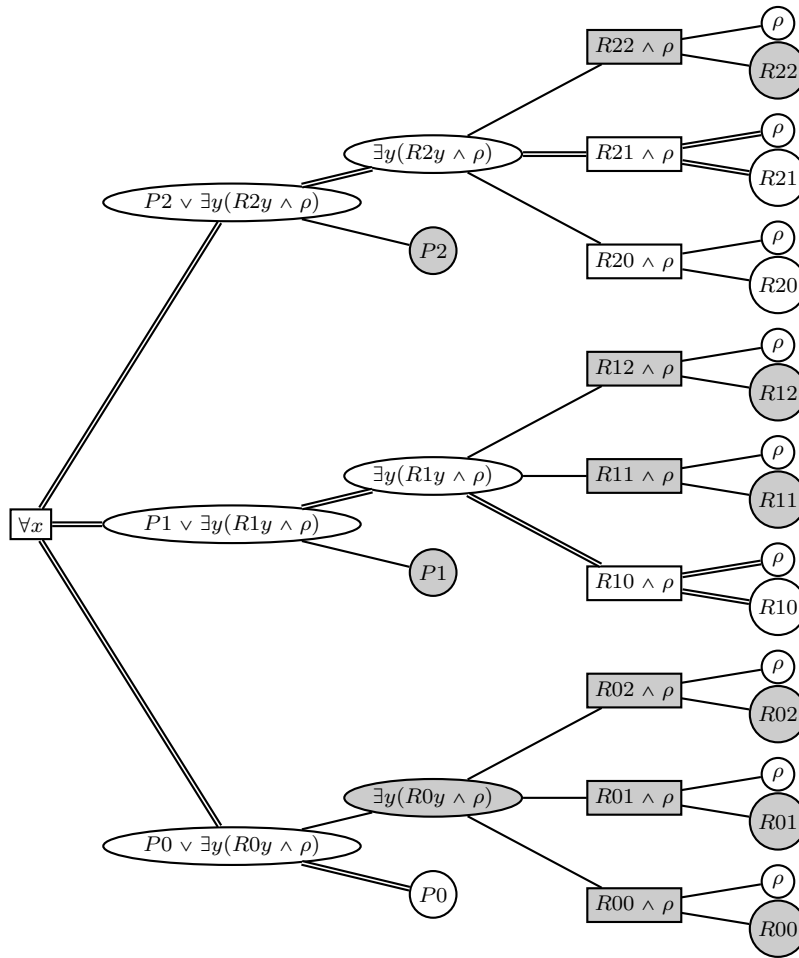 ρ
R22 ∧ ρ
R22
ρ
∃y(R2y ∧ ρ)
R21 ∧ ρ
R21
P2 ∨ ∃y(R2y ∧ ρ)
ρ
P2
R20 ∧ ρ
R20
ρ
R12 ∧ ρ
R12
ρ
∃y(R1y ∧ ρ)
R11 ∧ ρ
R11
∀x
P1 ∨ ∃y(R1y ∧ ρ)
ρ
P1
R10 ∧ ρ
R10
ρ
R02 ∧ ρ
R02
ρ
∃y(R0y ∧ ρ)
R01 ∧ ρ
R01
P0 ∨ ∃y(R0y ∧ ρ)
ρ
P0
R00 ∧ ρ
R00